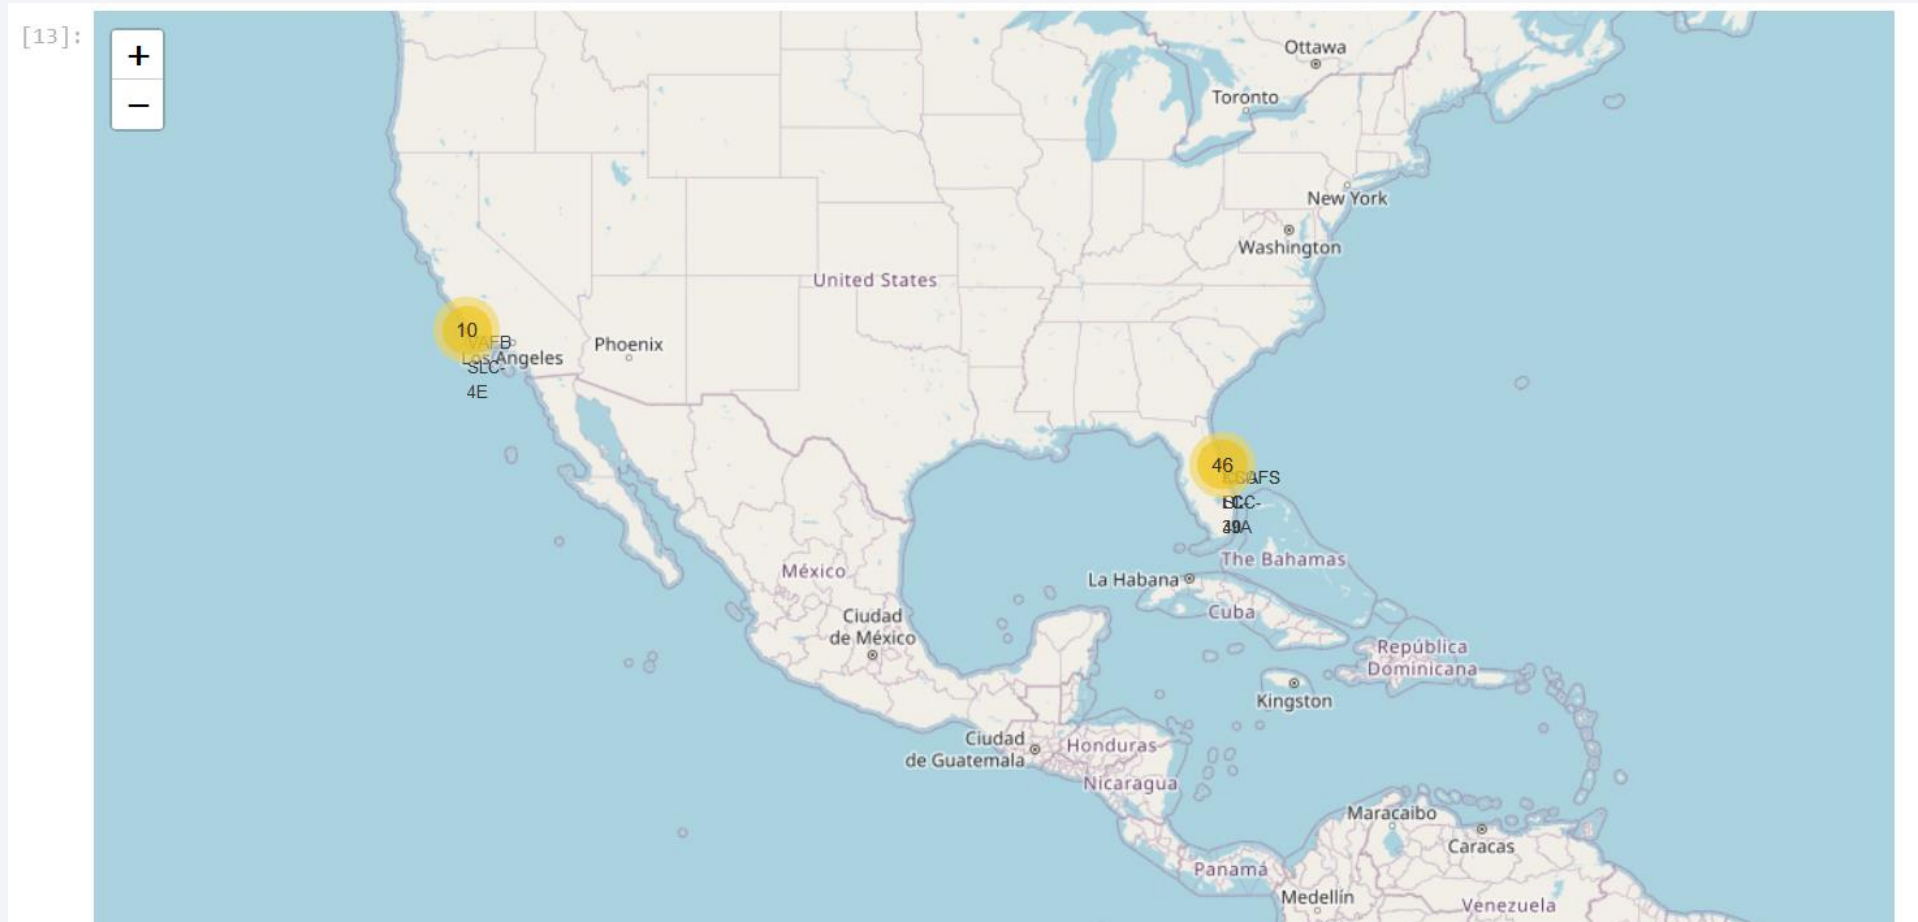 [13]:
+
−
Ottawa
Toronto
New York
Washington
United States
10
VAFB
Los Angeles
SLC-
4E
Phoenix
46
México
Ciudad
de México
La Habana
The Bahamas
Cuba
República
Dominicana
Kingston
Ciudad
de Guatemala
Honduras
Nicaragua
Maracaibo
Caracas
Panamá
Medellín
Venezuela